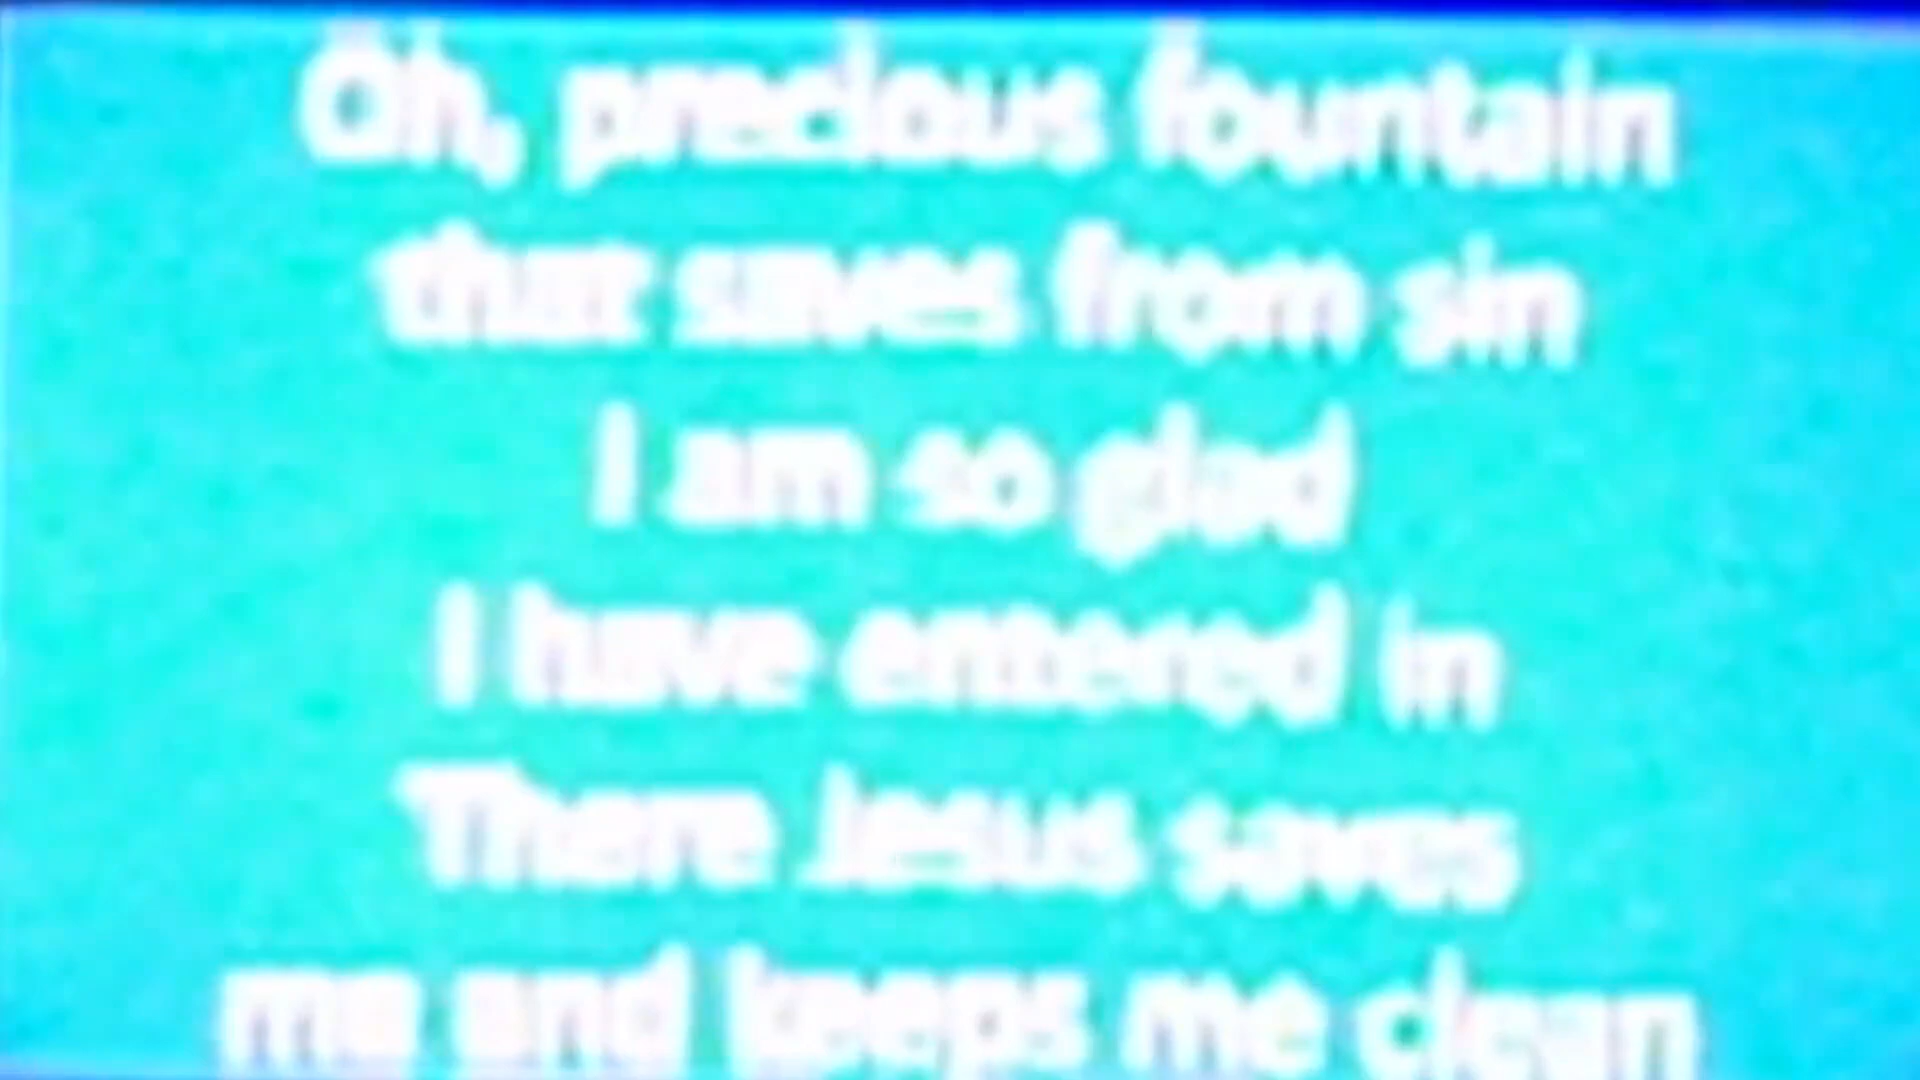 Oh, precious fountain
that saves from sin
I am so glad
I have entered in
There Jesus saves
me and keeps me clean